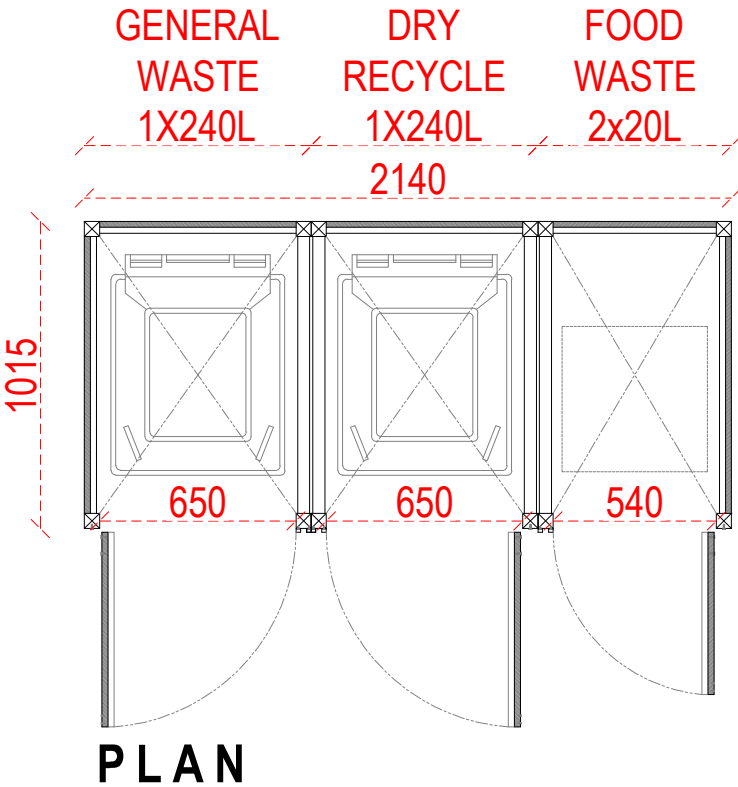 GENERAL
WASTE
1X240L
DRY
RECYCLE
1X240L
FOOD
WASTE
2x20L
2140
1015
650
650
540
PLAN